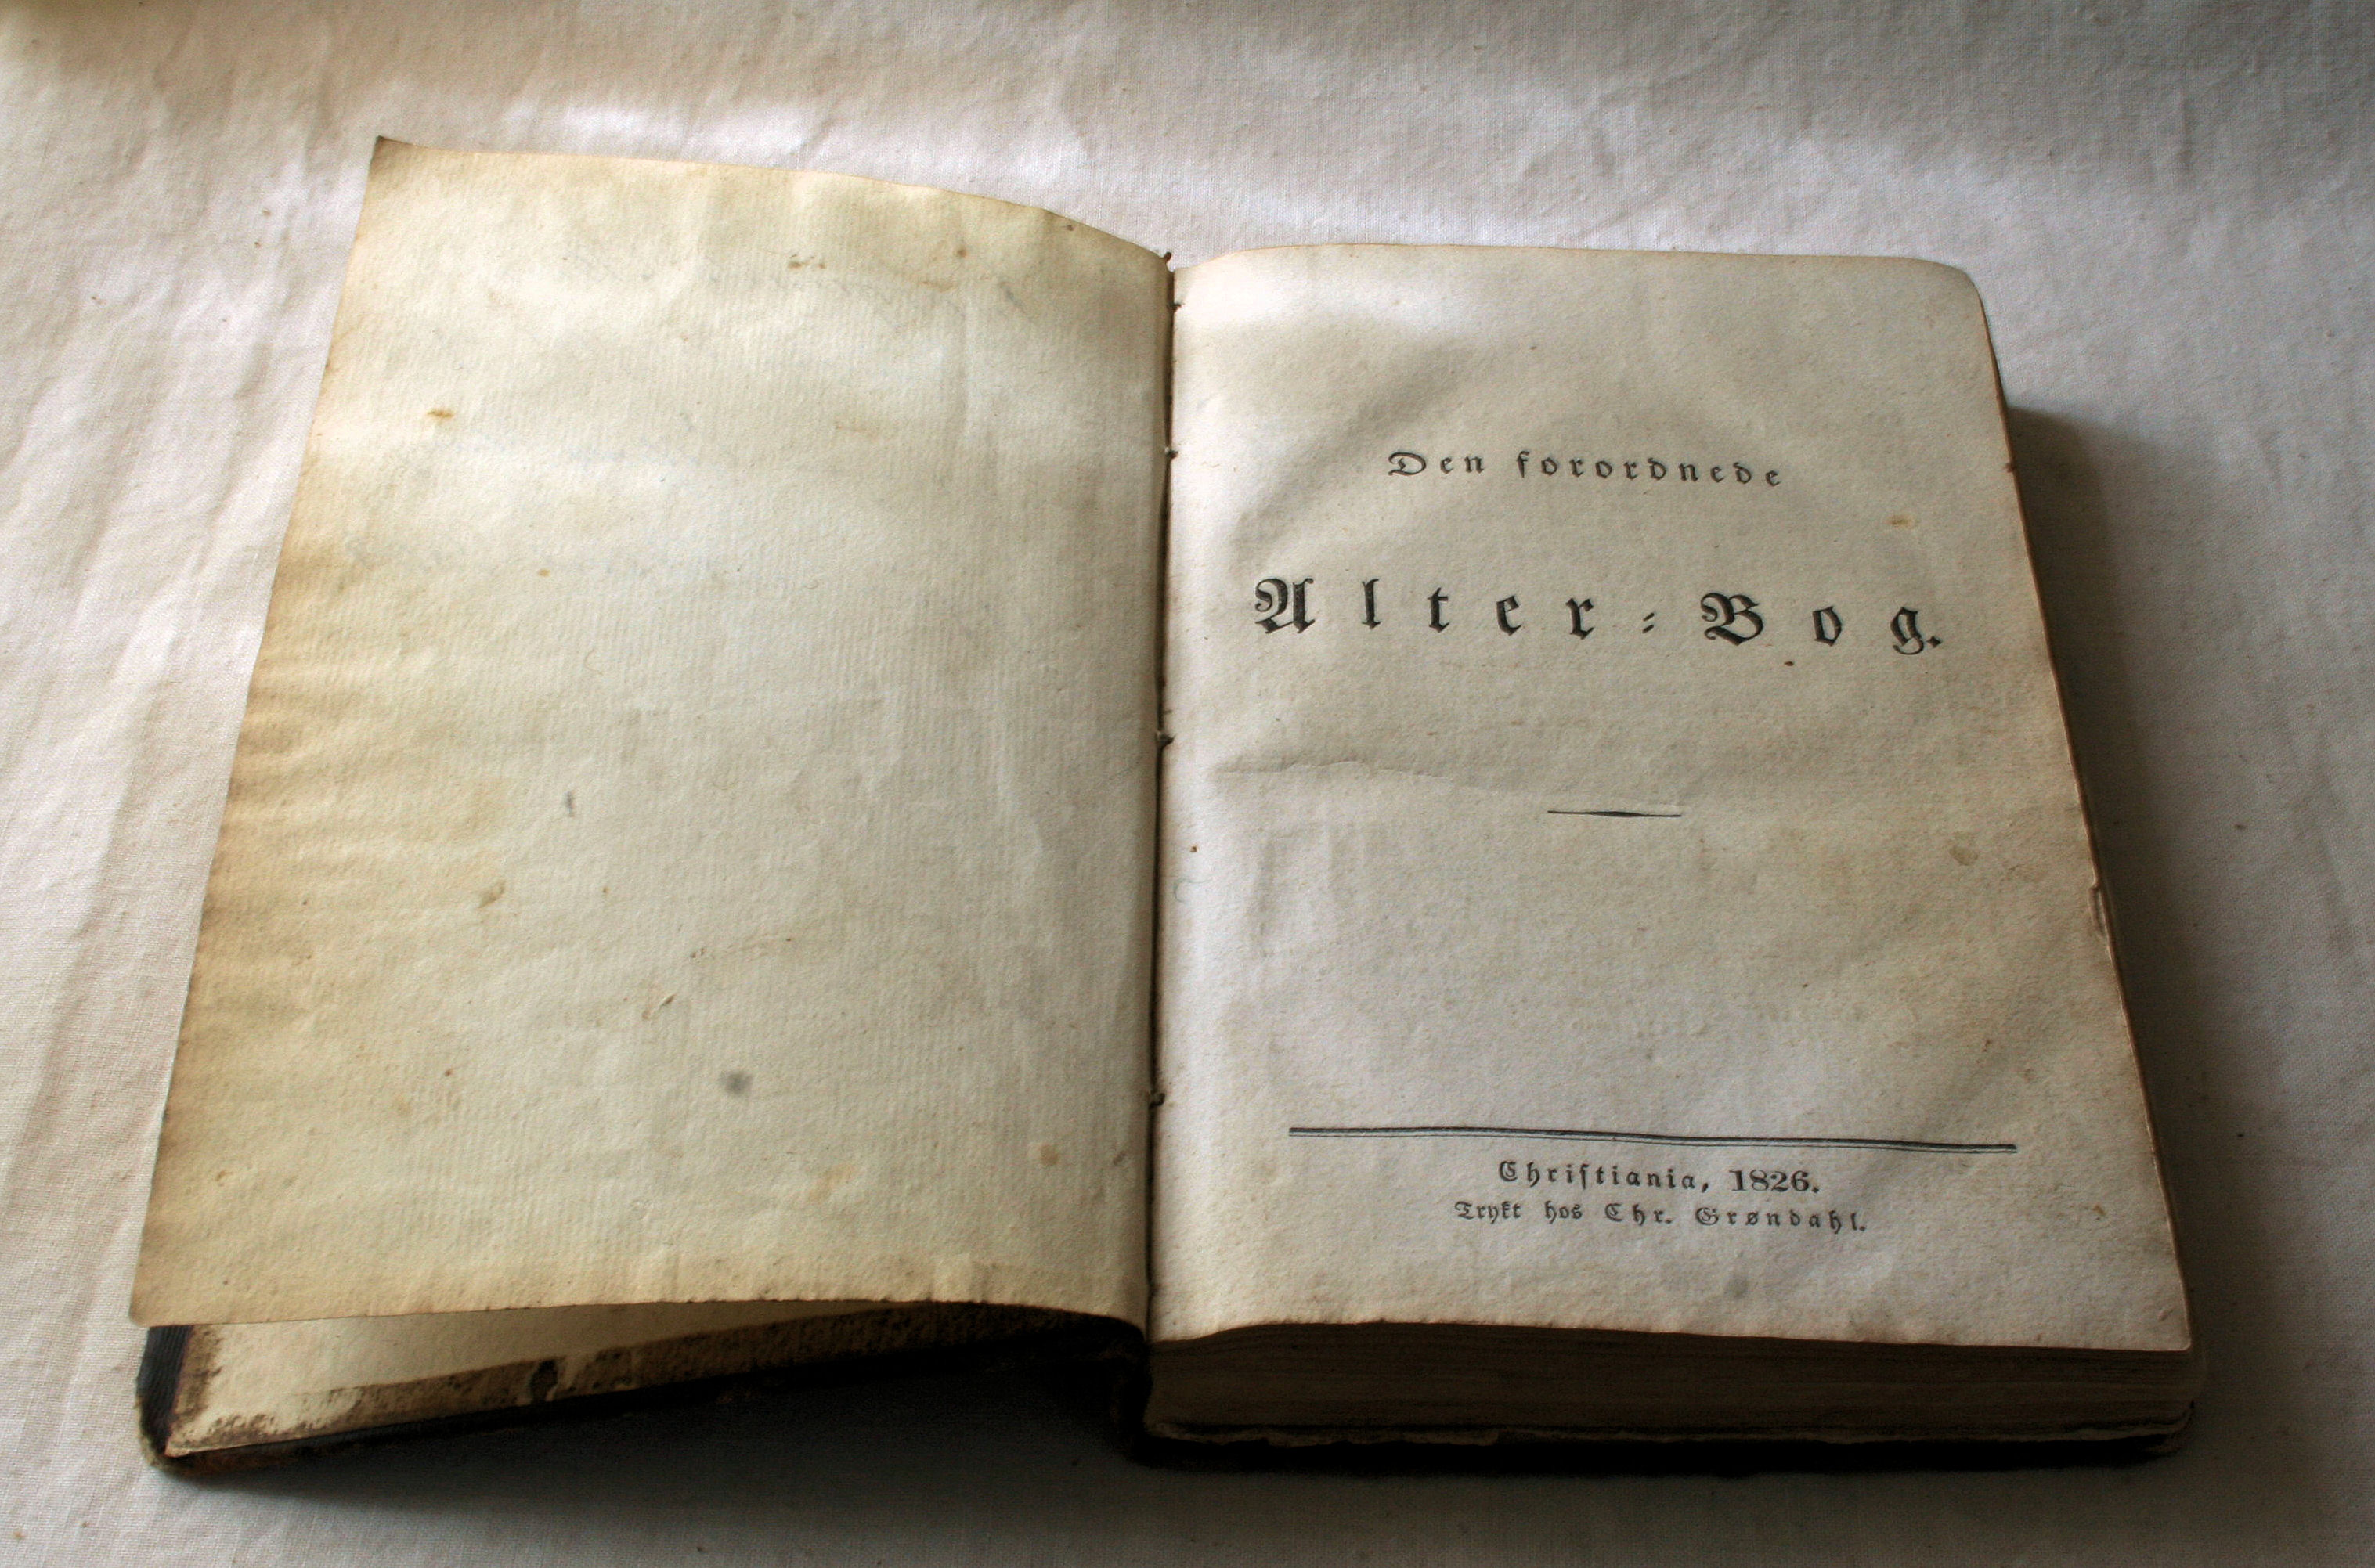 Den forordnede
Alter-Bog.
Chriſtiania, 1826.
Trykt hos Chr. Grøndahl.